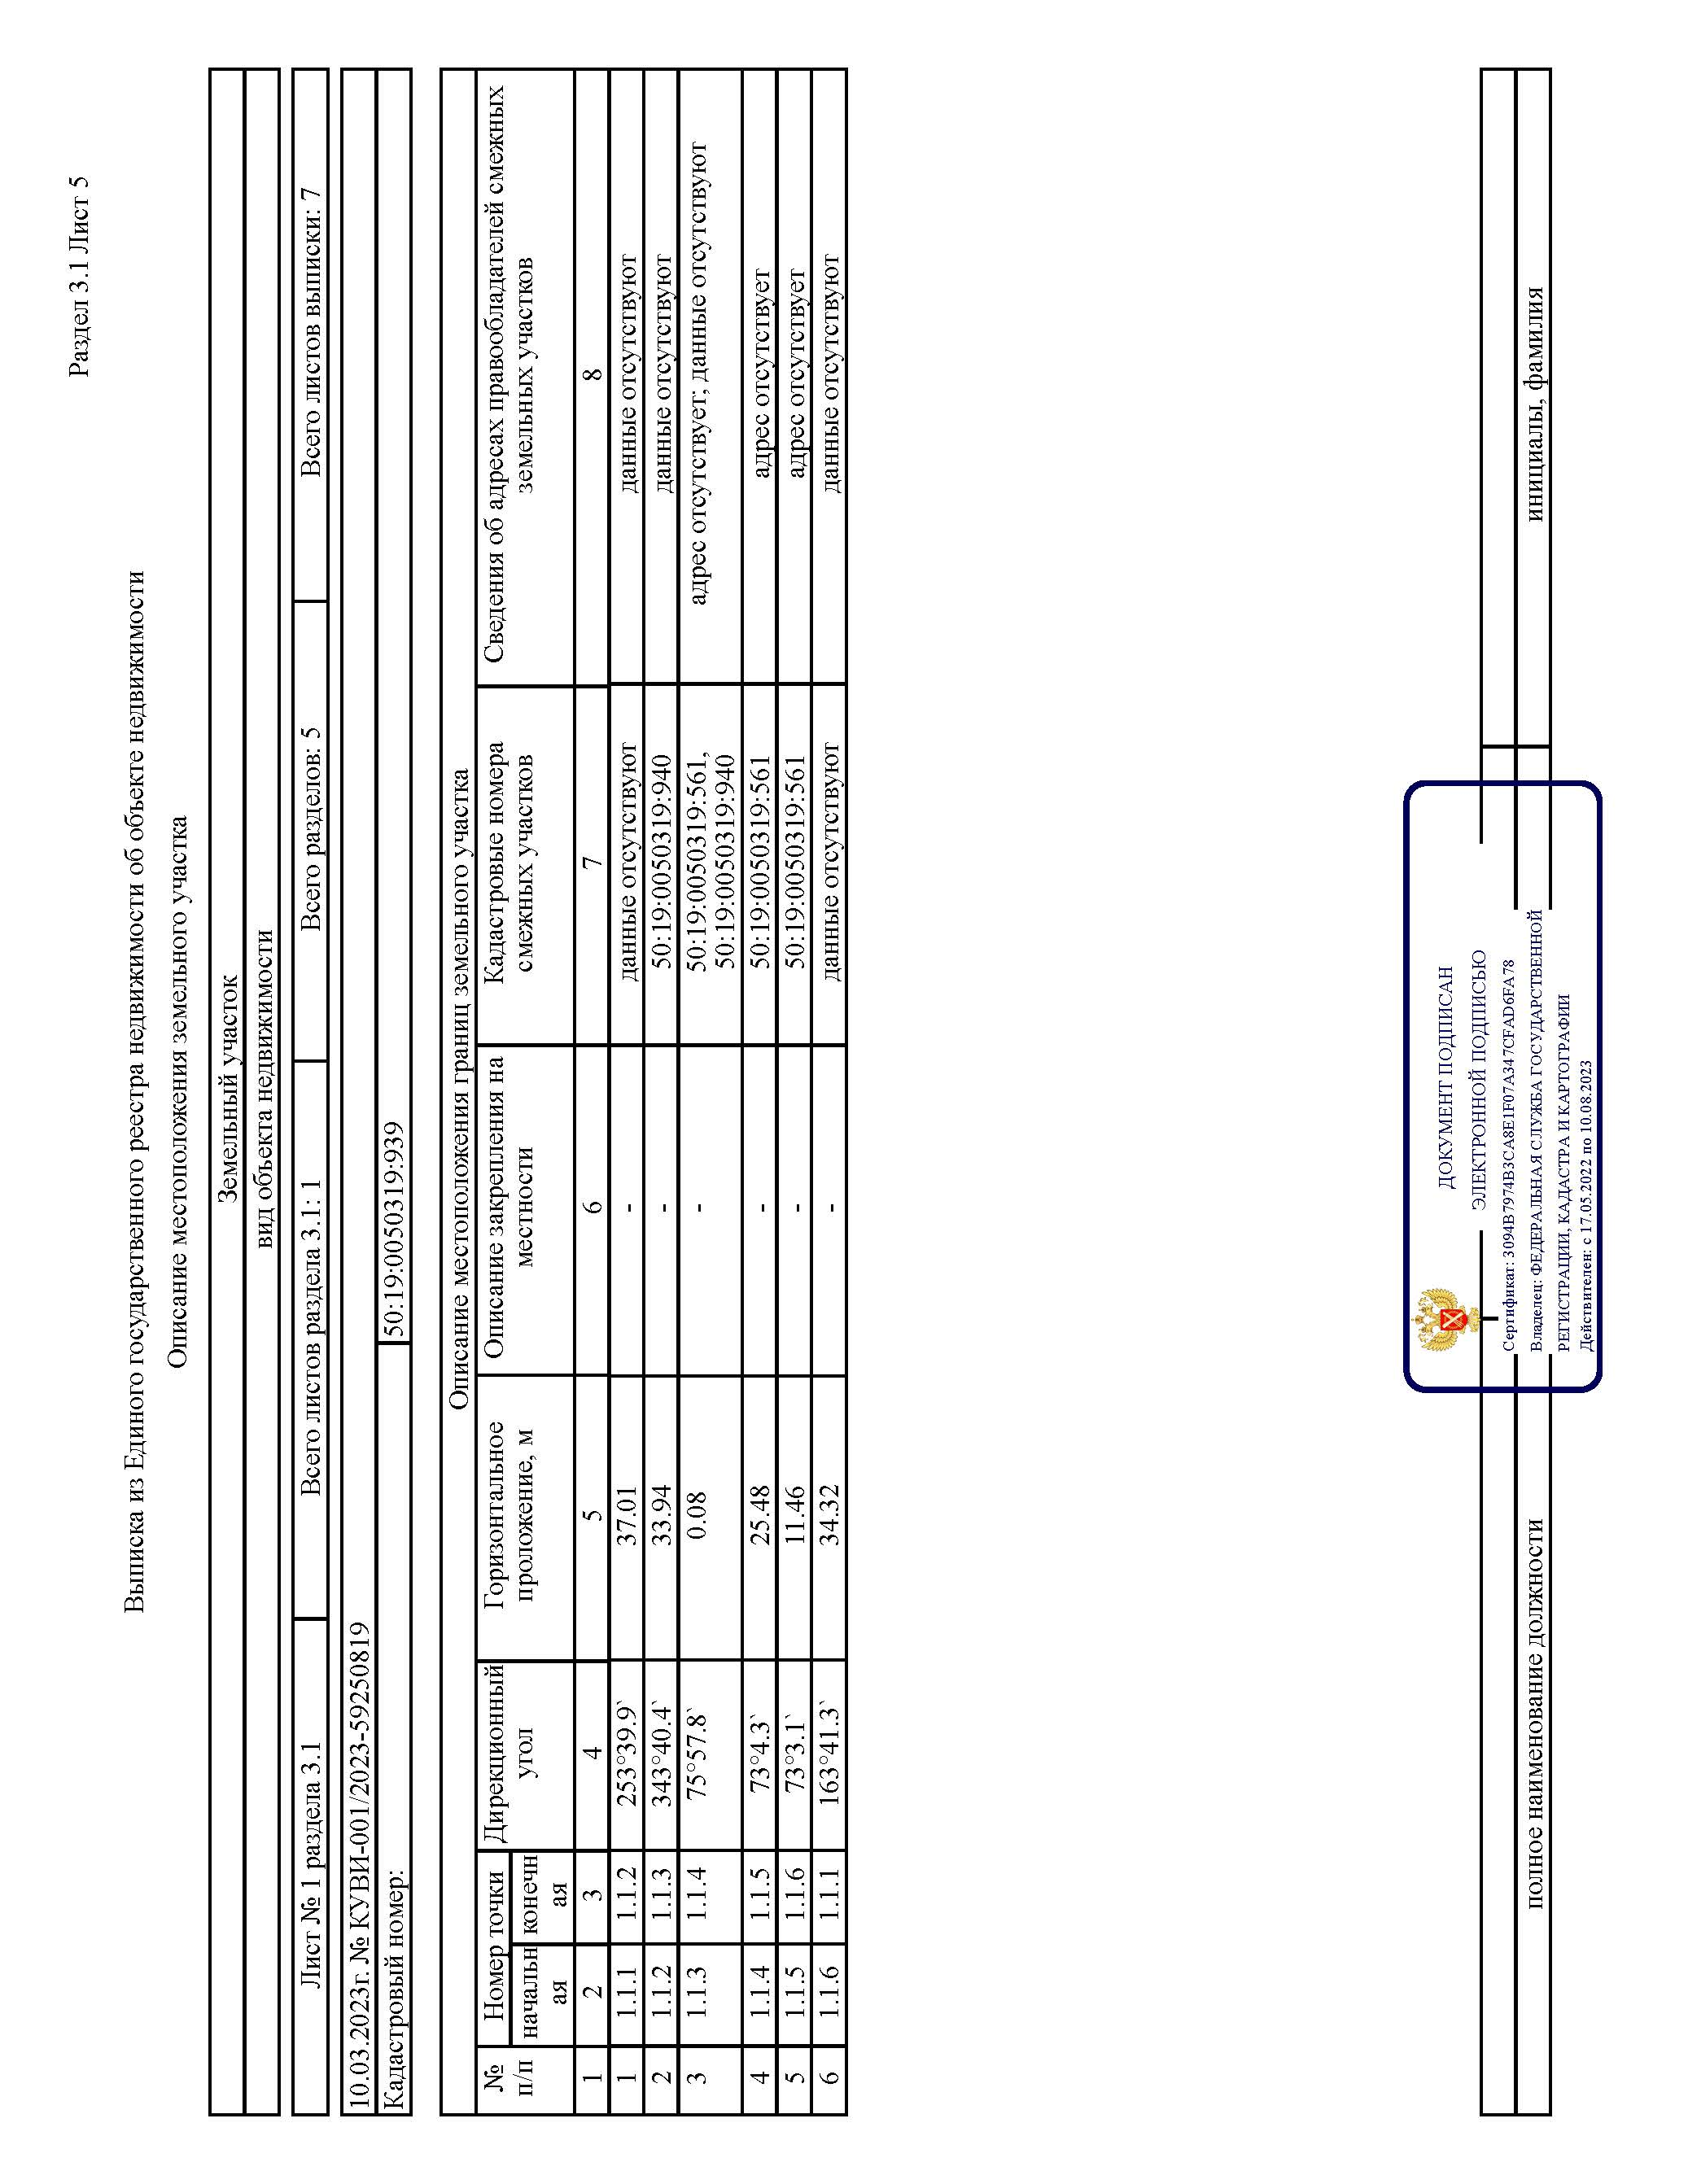 Раздел 3.1 Лист 5
Выписка из Единого государственного реестра недвижимости об объекте недвижимости
Описание местоположения земельного участка
Земельный участок
вид объекта недвижимости
Лист № 1 раздела 3.1 Всего листов раздела 3.1: 1 Всего разделов: 5 Всего листов выписки: 7
10.03.2023г. № КУВИ-001/2023-59250819
Кадастровый номер: 50:19:0050319:939
Описание местоположения границ земельного участка
№ Номер точки Дирекционный Горизонтальное Описание закрепления на Кадастровые номера Сведения об адресах правообладателей смежных
п/п начальн конечн угол проложение, м местности смежных участков земельных участков
ая ая
1 2 3 4 5 6 7 8
1 1.1.1 1.1.2 253°39.9` 37.01 - данные отсутствуют данные отсутствуют
2 1.1.2 1.1.3 343°40.4` 33.94 - 50:19:0050319:940 данные отсутствуют
3 1.1.3 1.1.4 75°57.8` 0.08 - 50:19:0050319:561, адрес отсутствует; данные отсутствуют
50:19:0050319:940
4 1.1.4 1.1.5 73°4.3` 25.48 - 50:19:0050319:561 адрес отсутствует
5 1.1.5 1.1.6 73°3.1` 11.46 - 50:19:0050319:561 адрес отсутствует
6 1.1.6 1.1.1 163°41.3` 34.32 - данные отсутствуют данные отсутствуют
ДОКУМЕНТ ПОДПИСАН
ЭЛЕКТРОННОЙ ПОДПИСЬЮ
Сертификат: 3094B7974B3CA8E1F07A347CFAD6FA78
Владелец: ФЕДЕРАЛЬНАЯ СЛУЖБА ГОСУДАРСТВЕННОЙ
РЕГИСТРАЦИИ, КАДАСТРА И КАРТОГРАФИИ
Действителен: с 17.05.2022 по 10.08.2023
полное наименование должности инициалы, фамилия